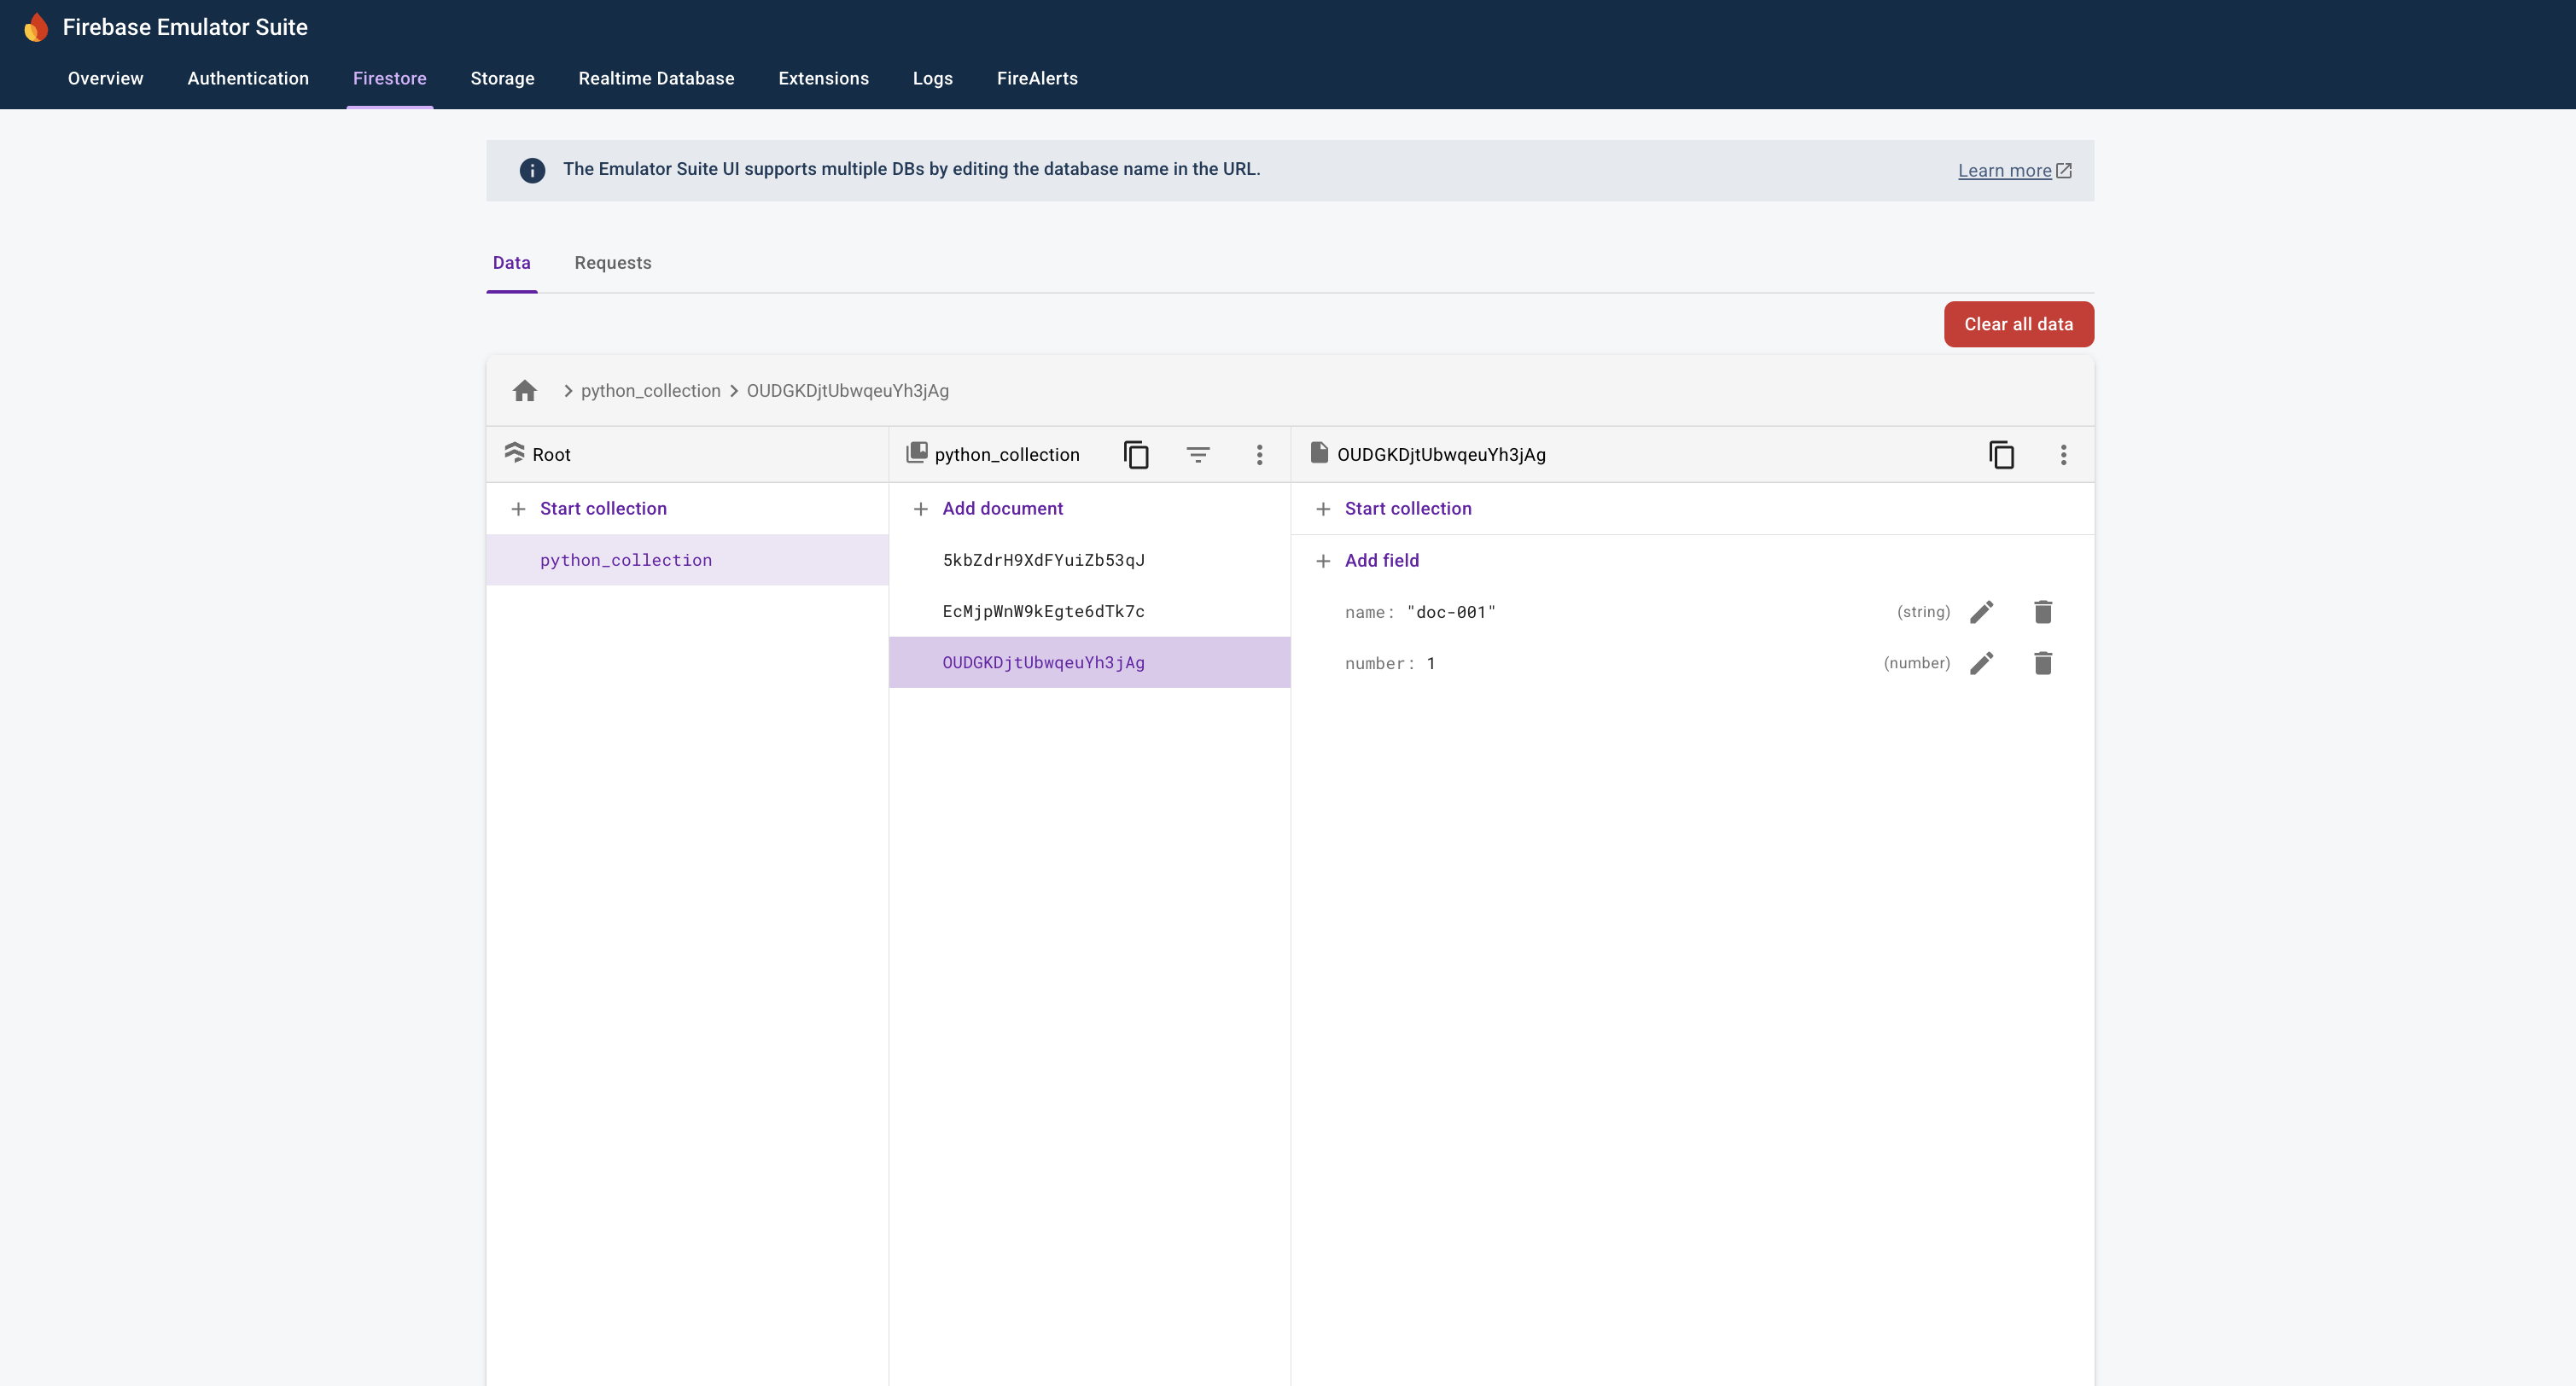 Firebase Emulator Suite
Overview Authentication Firestore Storage Realtime Database Extensions Logs FireAlerts
The Emulator Suite UI supports multiple DBs by editing the database name in the URL. Learn more
Data Requests
Clear all data
python_collection OUDGKDjtUbwqeuYh3jAg
Root python_collection OUDGKDjtUbwqeuYh3jAg
Start collection Add document Start collection
python_collection 5kbZdrH9XdFYuiZb53qJ Add field
EcMjpWnW9kEgte6dTk7c name: "doc-001" (string)
OUDGKDjtUbwqeuYh3jAg number: 1 (number)